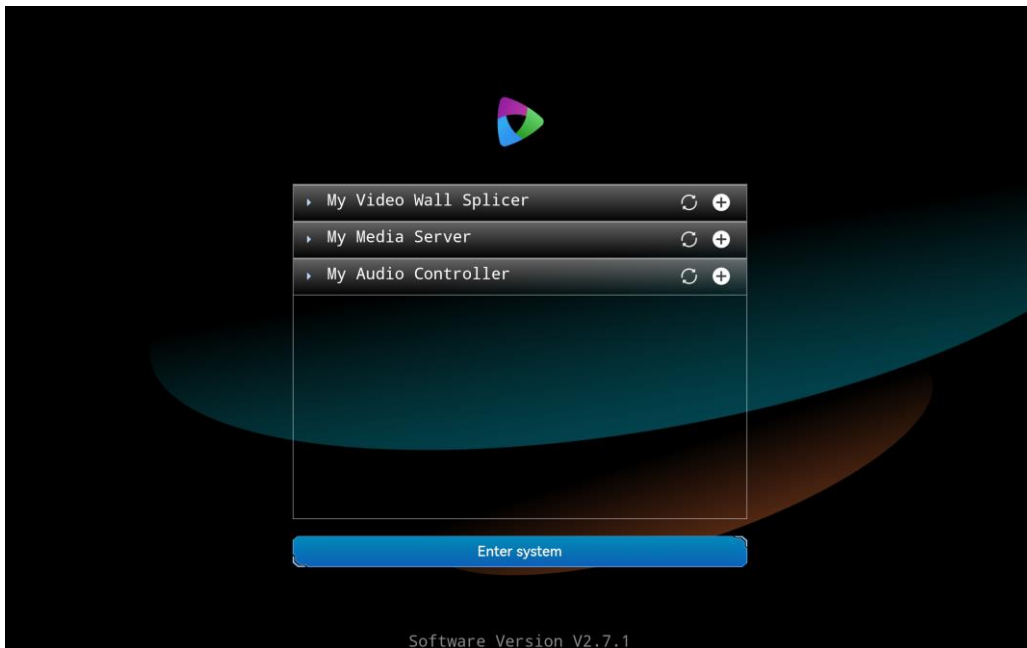 My Video Wall Splicer
My Media Server
My Audio Controller
Enter system
Software Version V2.7.1